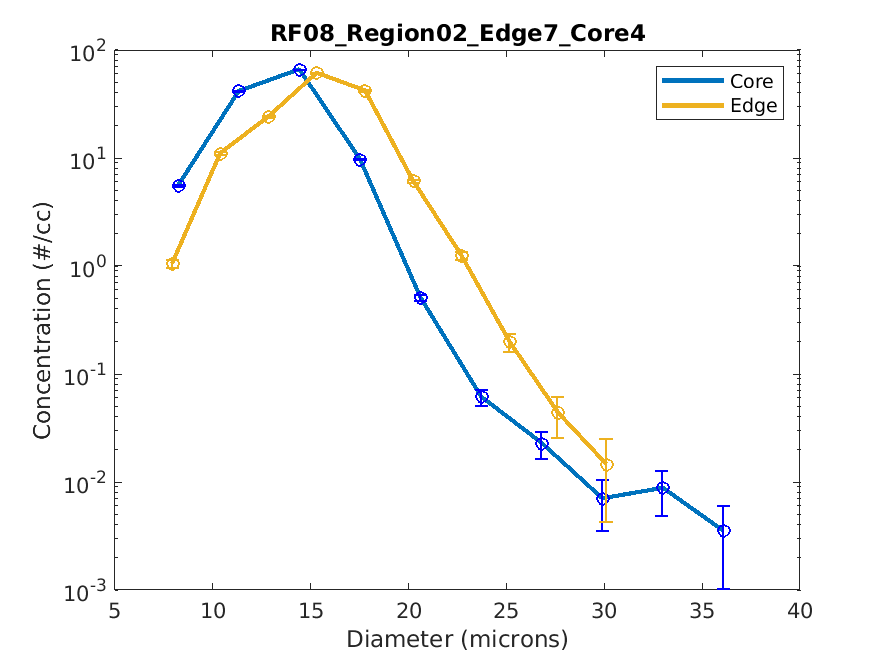 RF08_Region02_Edge7_Core4
Core
Edge
Concentration (#/cc)
10^2
10^1
10^0
10^-1
10^-2
10^-3
5 10 15 20 25 30 35 40
Diameter (microns)